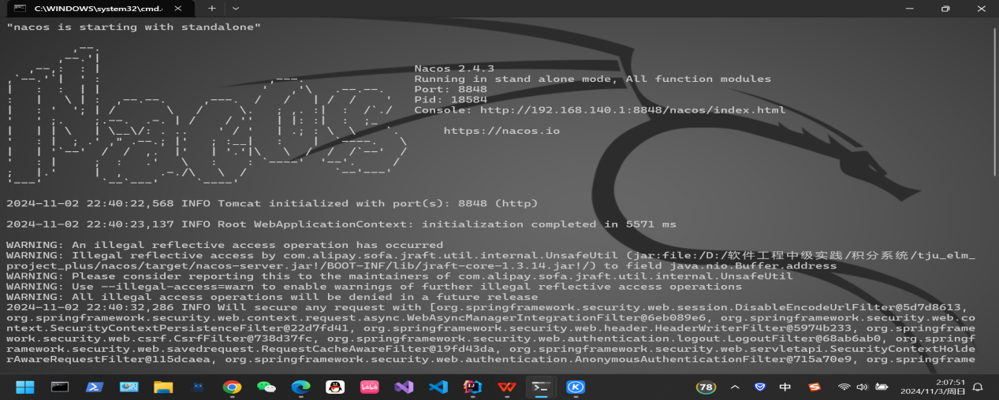 C:\WINDOWS\system32\cmd.
"nacos is starting with standalone"
Nacos 2.4.3
Running in stand alone mode, All function modules
Port: 8848
Pid: 18584
Console: http://192.168.140.1:8848/nacos/index.html
https://nacos.io
2024-11-02 22:40:22,568 INFO Tomcat initialized with port(s): 8848 (http)
2024-11-02 22:40:23,137 INFO Root WebApplicationContext: initialization completed in 5571 ms
WARNING: An illegal reflective access operation has occurred
WARNING: Illegal reflective access by com.alipay.sofa.jraft.util.internal.UnsafeUtil (jar:file:/D:/软件工程中级实践/积分系统/tju_elm_
project_plus/nacos/target/nacos-server.jar!/BOOT-INF/lib/jraft-core-1.3.14.jar!/) to field java.nio.Buffer.address
WARNING: Please consider reporting this to the maintainers of com.alipay.sofa.jraft.util.internal.UnsafeUtil
WARNING: Use --illegal-access=warn to enable warnings of further illegal reflective access operations
WARNING: All illegal access operations will be denied in a future release
2024-11-02 22:40:32,286 INFO Will secure any request with [org.springframework.security.web.session.DisableEncodeUrlFilter@5d7d8613,
org.springframework.security.web.context.request.async.WebAsyncManagerIntegrationFilter@6eb089e6, org.springframework.security.web.co
ntext.SecurityContextPersistenceFilter@22d7fd41, org.springframework.security.web.header.HeaderWriterFilter@5974b233, org.springframe
work.security.web.csrf.CsrfFilter@738d37fc, org.springframework.security.web.authentication.logout.LogoutFilter@68ab6ab0, org.springf
ramework.security.web.savedrequest.RequestCacheAwareFilter@19fd43da, org.springframework.security.web.servletapi.SecurityContextHolde
rAwareRequestFilter@115dcaea, org.springframework.security.web.authentication.AnonymousAuthenticationFilter@715a70e9, org.springframe
78
中
2:07:51
2024/11/3/周日